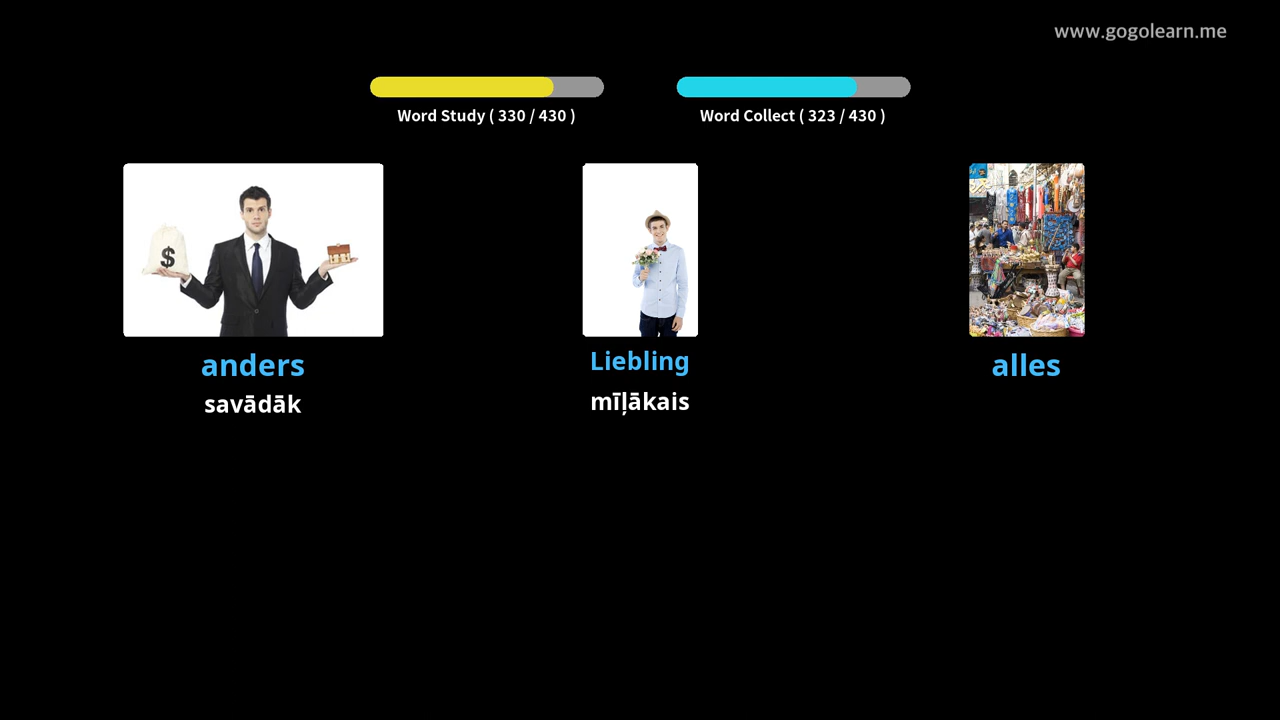 www.gogolearn.me
Word Study ( 330 / 430 )
Word Collect ( 323 / 430 )
$
anders
Liebling
alles
savādāk
mīļākais